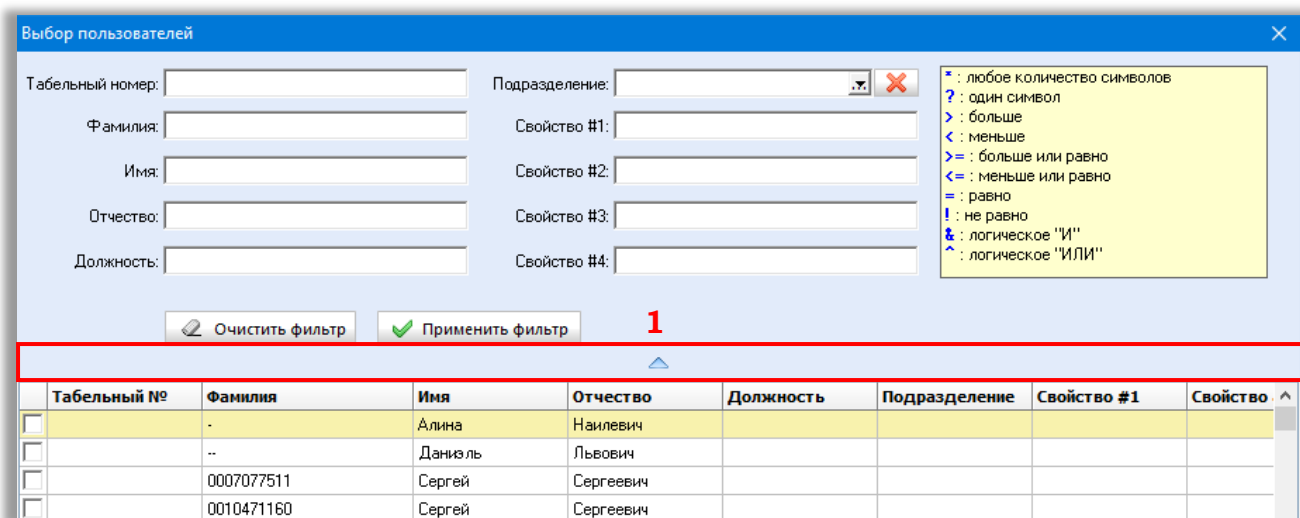 Выбор пользователей
Табельный номер:
Фамилия:
Имя:
Отчество:
Должность:
Подразделение:
Свойство #1:
Свойство #2:
Свойство #3:
Свойство #4:
* : любое количество символов
? : один символ
> : больше
< : меньше
>= : больше или равно
<= : меньше или равно
= : равно
! : не равно
& : логическое "И"
^ : логическое "ИЛИ"
Очистить фильтр Применить фильтр
1
Табельный № Фамилия Имя Отчество Должность Подразделение Свойство #1 Свойство
- Алина Наилевич
-- Даниэль Львович
0007077511 Сергей Сергеевич
0010471160 Сергей Сергеевич